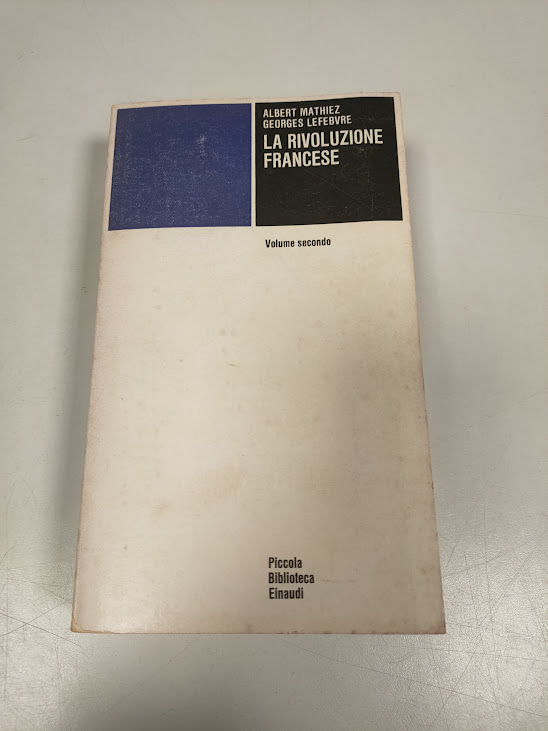 ALBERT MATHIEZ
GEORGES LEFEBVRE
LA RIVOLUZIONE
FRANCESE
Volume secondo
Piccola
Biblioteca
Einaudi